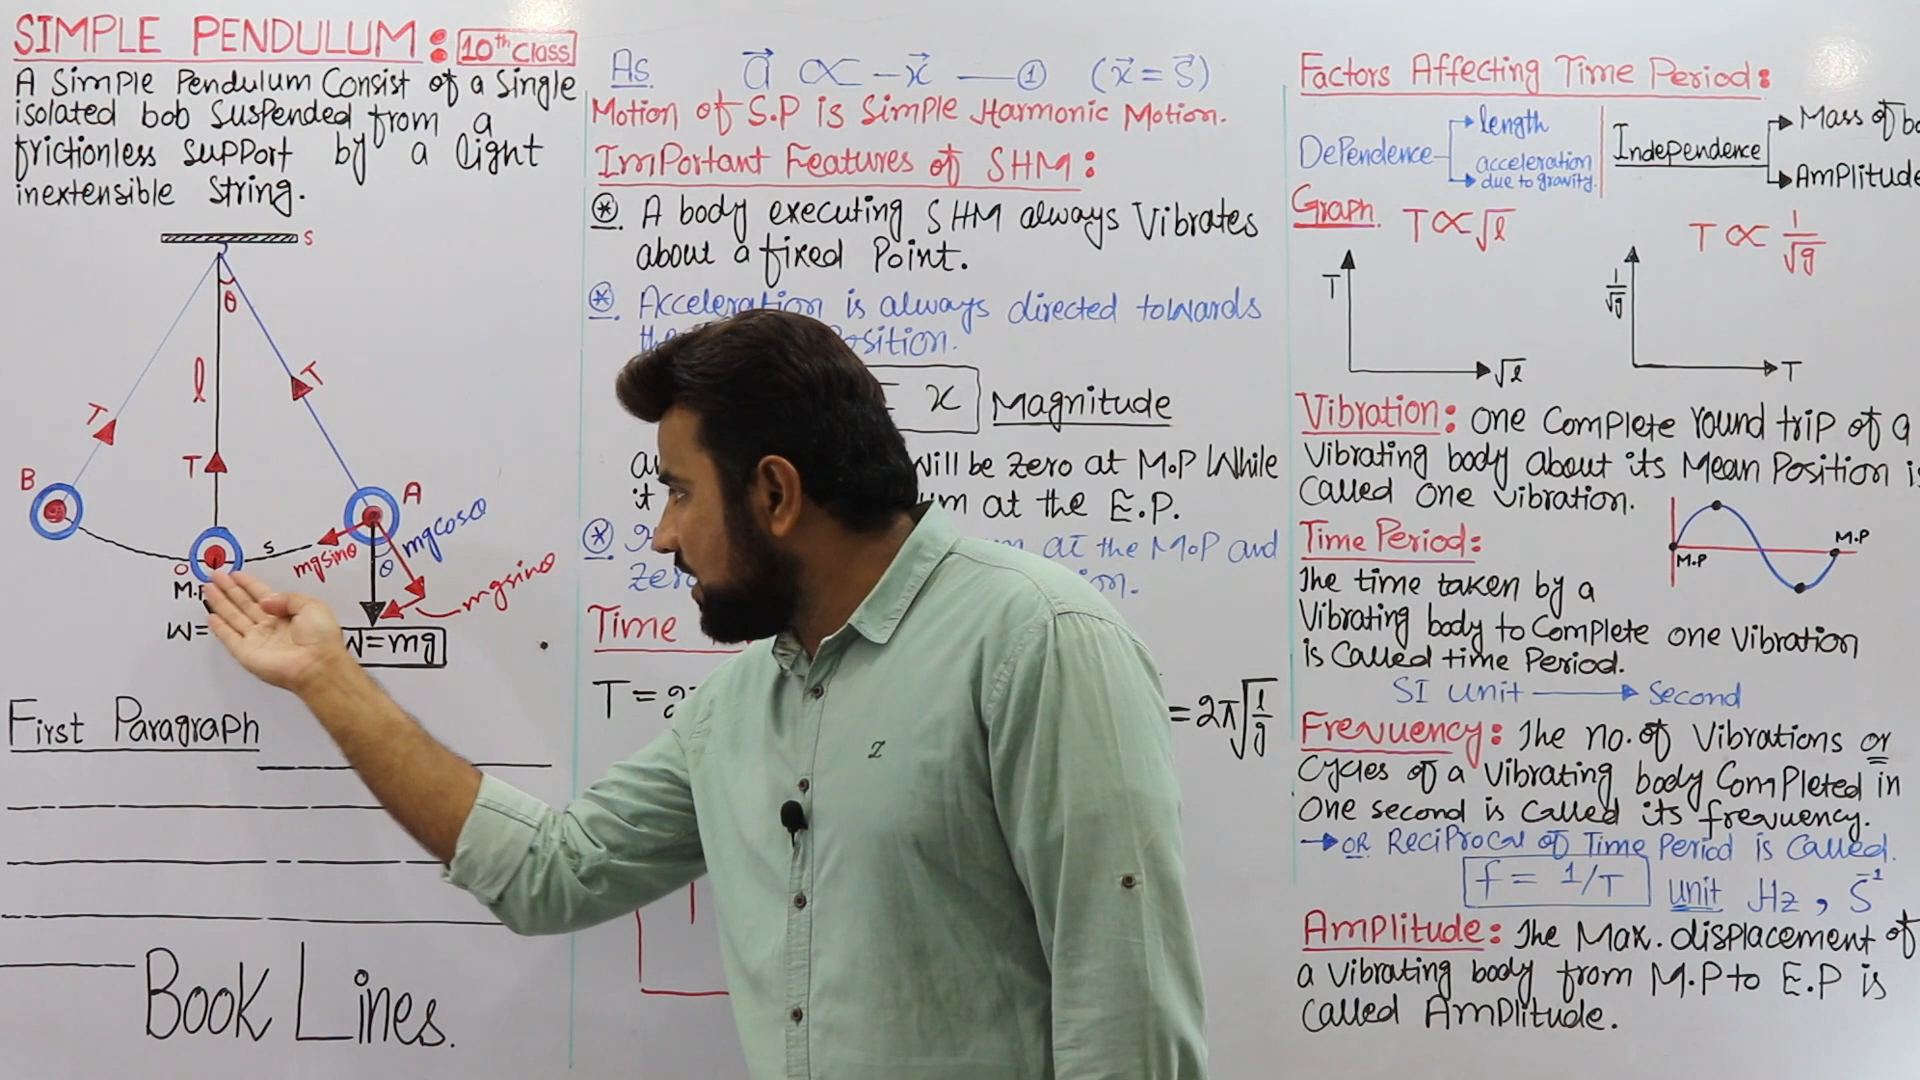 SIMPLE PENDULUM:
10th Class
A Simple Pendulum Consist of a Single
isolated bob suspended from a
frictionless support by a light
inextensible string.
S
θ
l
T
T
T
B
A
mgcosθ
s
mgsinθ
θ
mgsinθ
O
M.P
W=
W=mg
First Paragraph
Book Lines.
As a⃗ ∝ -x⃗ — ① (x⃗ = S⃗)
Motion of S.P is Simple Harmonic Motion.
Important Features of SHM:
* A body executing SHM always Vibrates
about a fixed Point.
* Acceleration is always directed towards
the osition.
= x Magnitude
will be zero at M.P While
it um at the E.P.
* m at the M.P and
zero
Time
T = 2
= 2π√l/g
Factors Affecting Time Period:
Dependence
length
acceleration
due to gravity.
Independence
Mass of bo
Amplitude
Graph T ∝ √l
T ∝ 1/√g
T
√l
1/√g
T
Vibration: One Complete round trip of a
Vibrating body about its Mean Position is
Called One Vibration.
Time Period:
The time taken by a
Vibrating body to Complete one Vibration
is Called time Period.
M.P
M.P
SI Unit → Second
Frequency: The no. of Vibrations or
Cycles of a Vibrating body Completed in
One second is Called its frequency.
→ OR Reciprocal of Time Period is Called.
f = 1/T unit Hz, S⁻¹
Amplitude: The Max. displacement of
a Vibrating body from M.P to E.P is
Called Amplitude.